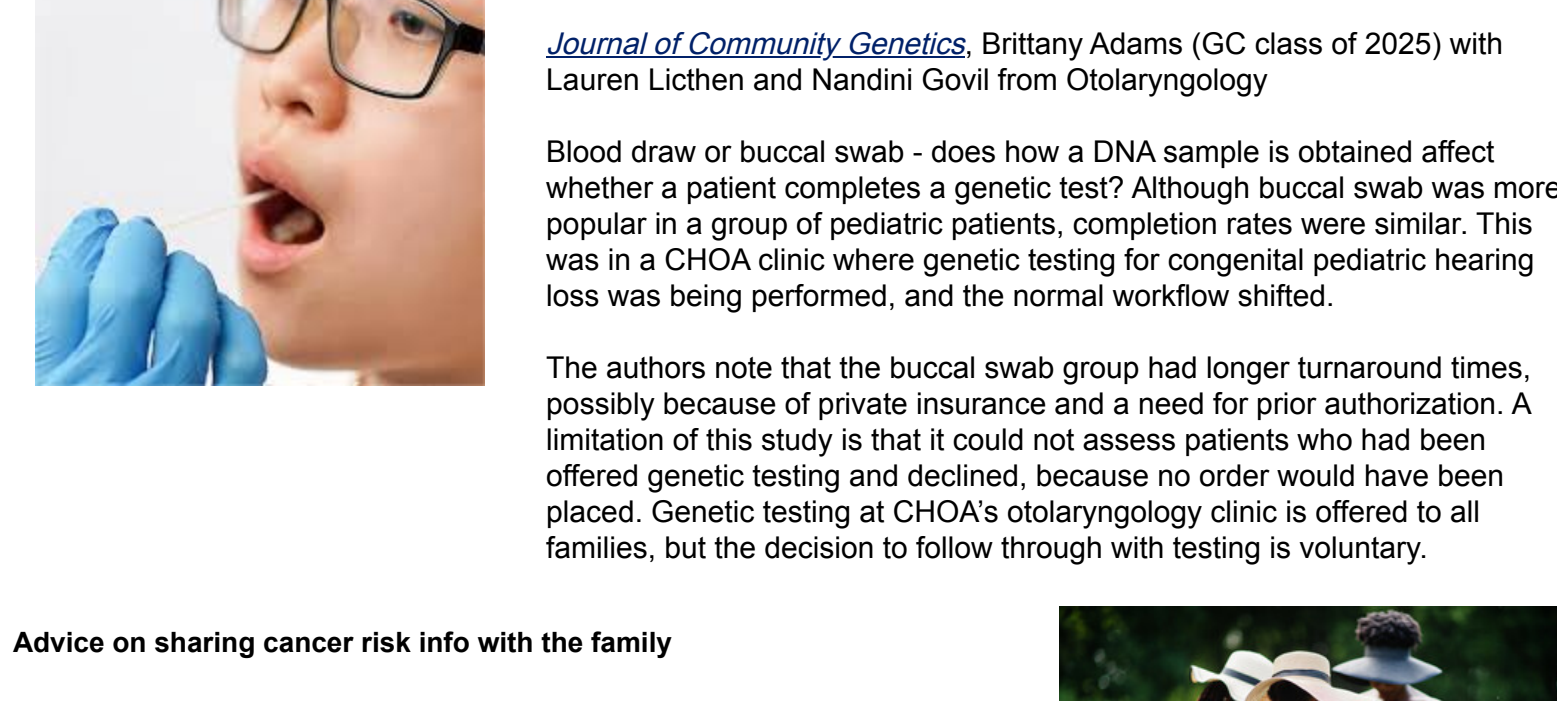 Journal of Community Genetics, Brittany Adams (GC class of 2025) with
Lauren Licthen and Nandini Govil from Otolaryngology
Blood draw or buccal swab - does how a DNA sample is obtained affect
whether a patient completes a genetic test? Although buccal swab was more
popular in a group of pediatric patients, completion rates were similar. This
was in a CHOA clinic where genetic testing for congenital pediatric hearing
loss was being performed, and the normal workflow shifted.
The authors note that the buccal swab group had longer turnaround times,
possibly because of private insurance and a need for prior authorization. A
limitation of this study is that it could not assess patients who had been
offered genetic testing and declined, because no order would have been
placed. Genetic testing at CHOA’s otolaryngology clinic is offered to all
families, but the decision to follow through with testing is voluntary.
Advice on sharing cancer risk info with the family